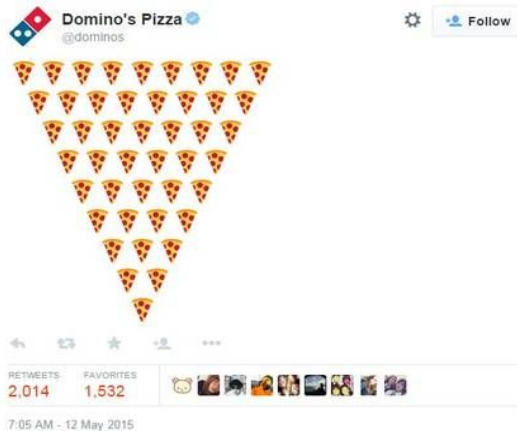 Domino's Pizza
@dominos
Follow
RETWEETS FAVORITES
2,014 1,532
7:05 AM - 12 May 2015